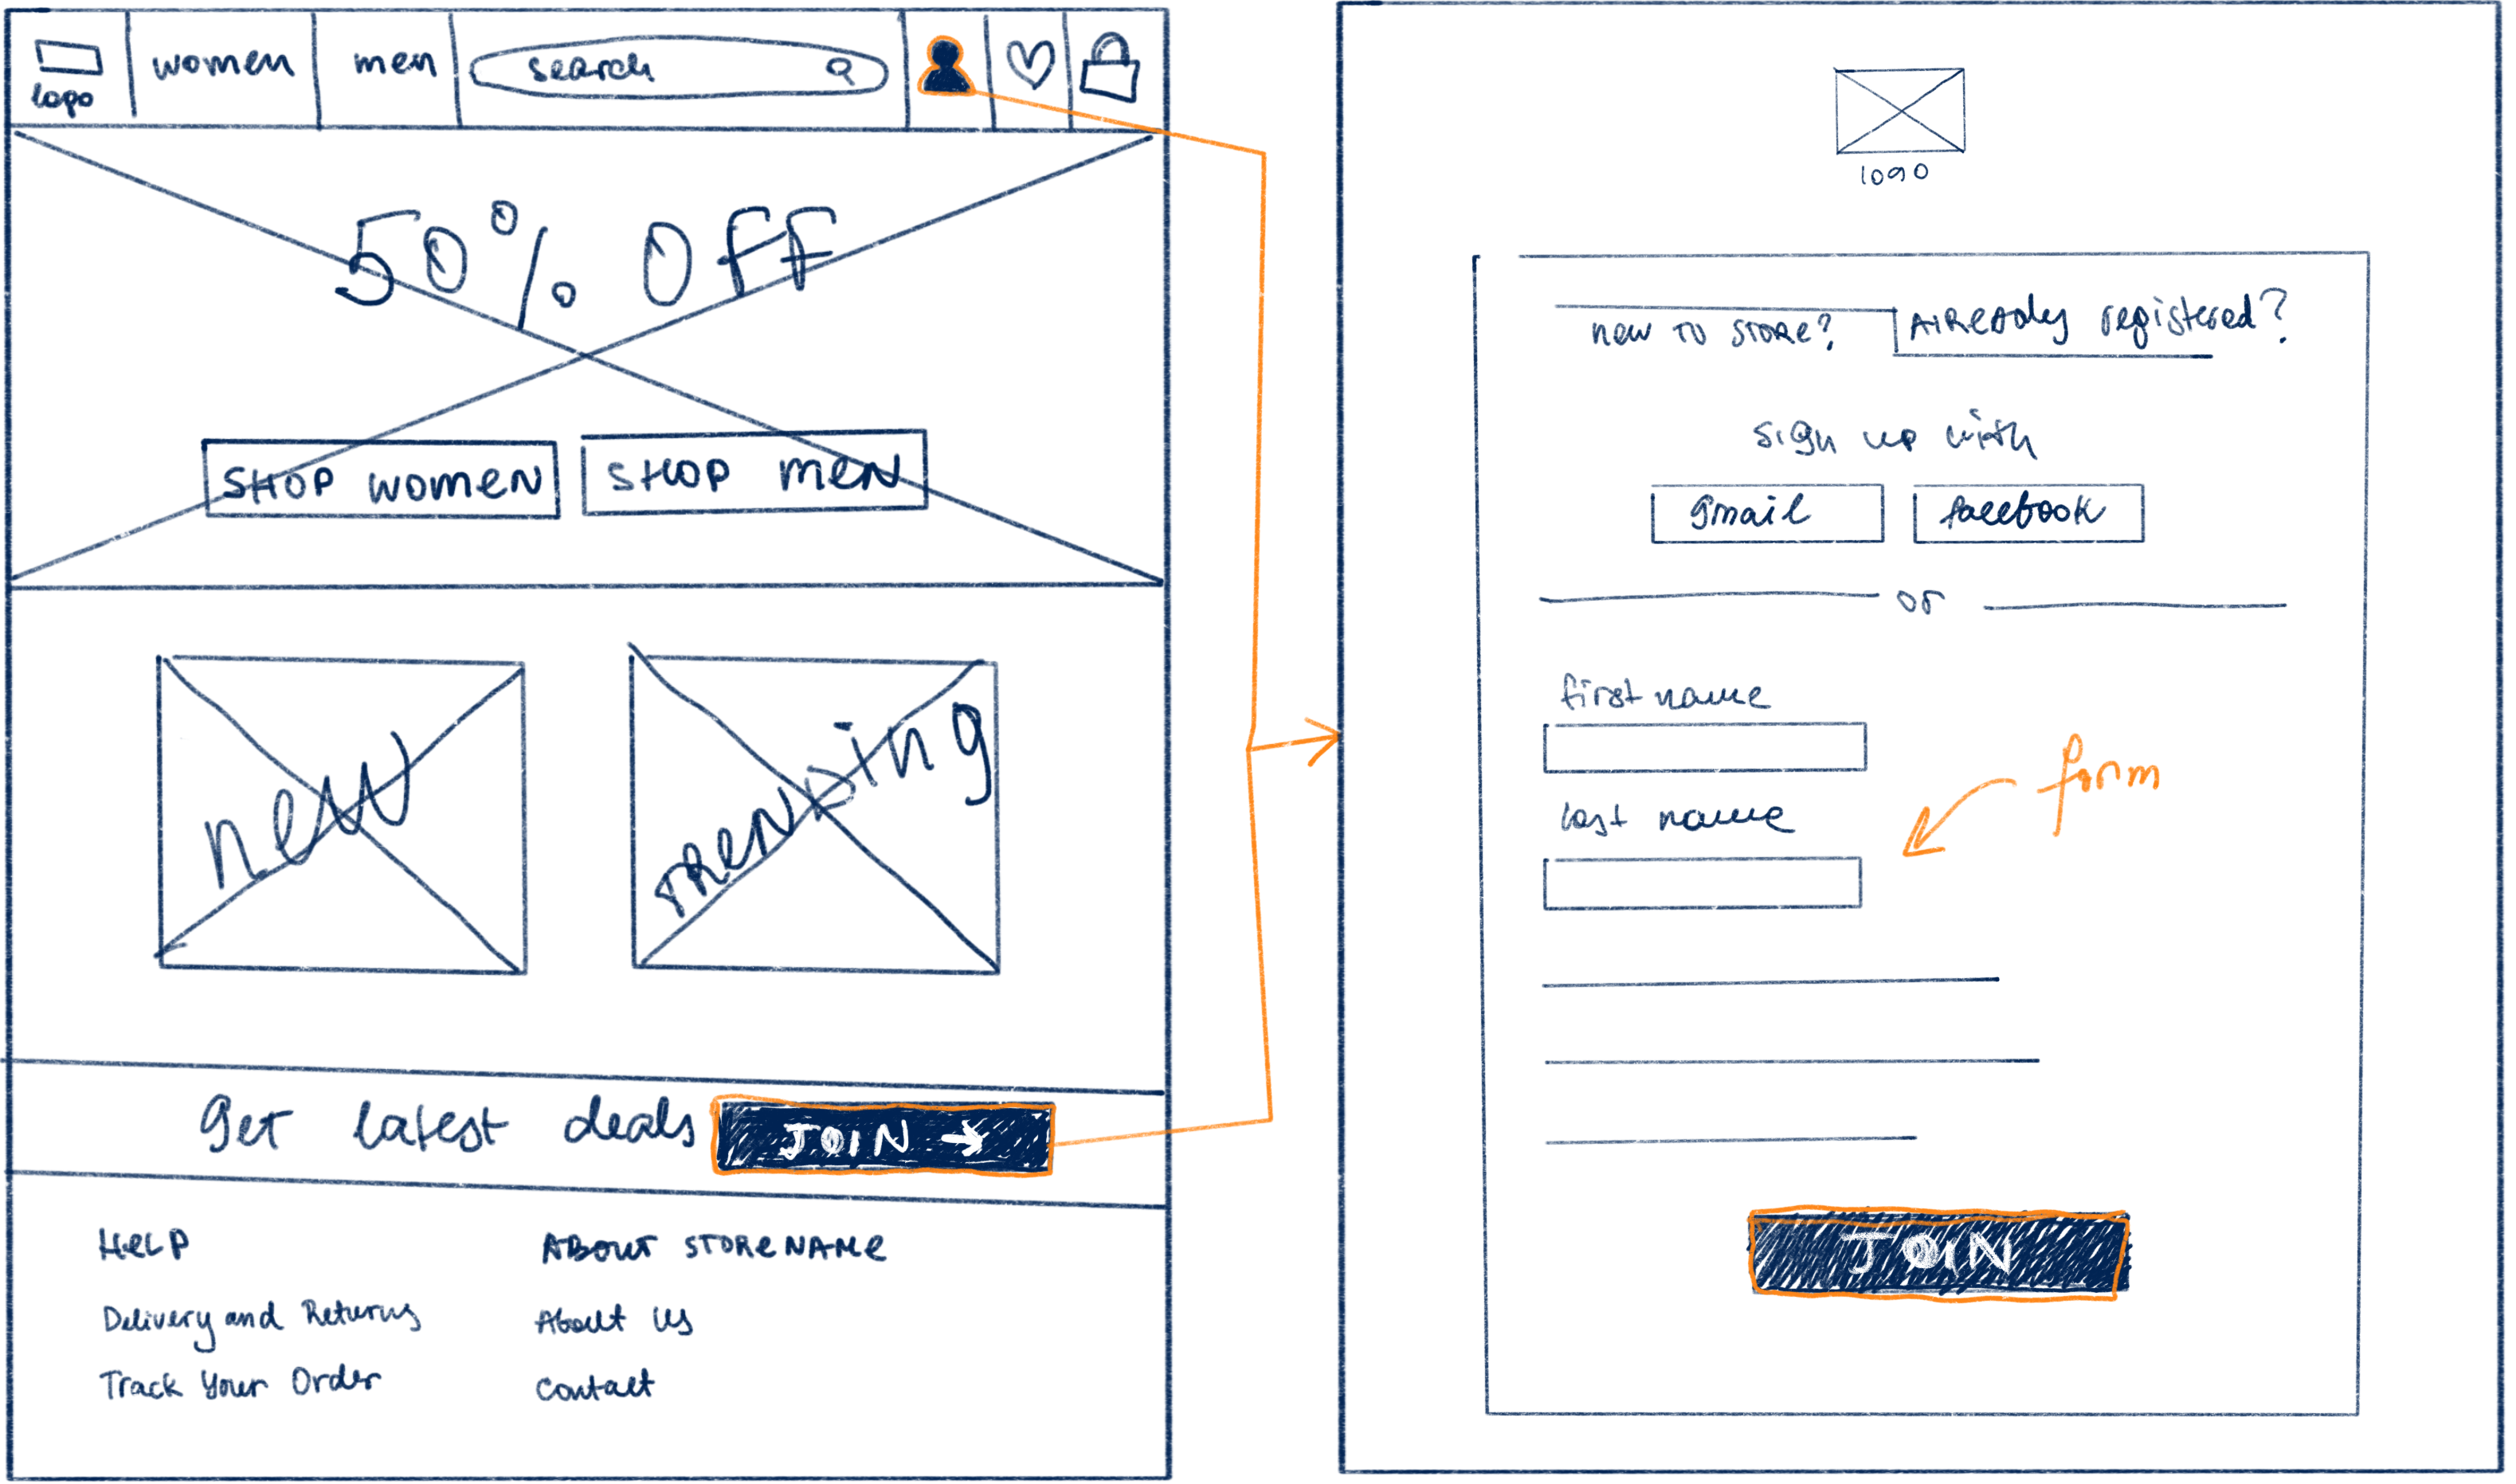 logo
women
men
search
50% Off
SHOP women
SHOP men
new
Trending
Get latest deals
JOIN →
HELP
Delivery and Returns
Track Your Order
ABOUT STORENAME
About Us
Contact
logo
new to store?
Already registered?
sign up with
gmail
facebook
or
first name
last name
form
JOIN